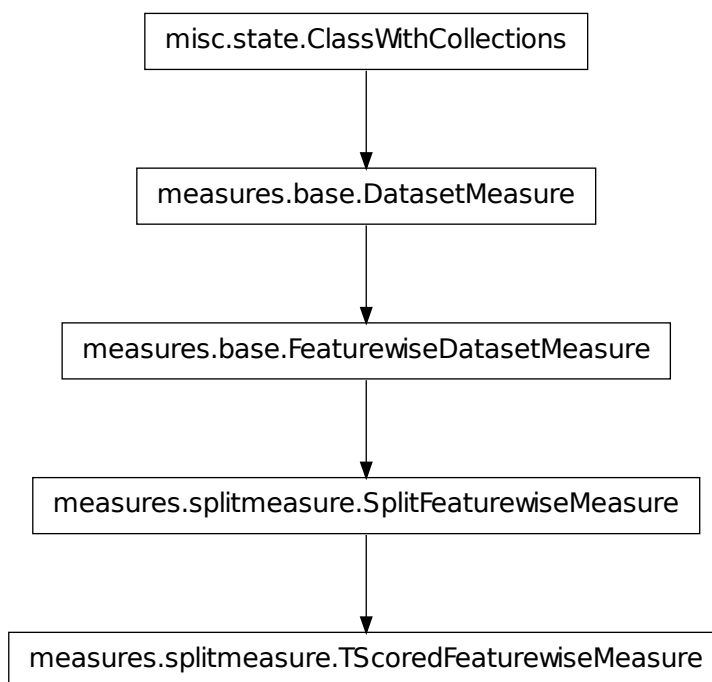 misc.state.ClassWithCollections
measures.base.DatasetMeasure
measures.base.FeaturewiseDatasetMeasure
measures.splitmeasure.SplitFeaturewiseMeasure
measures.splitmeasure.TScoredFeaturewiseMeasure